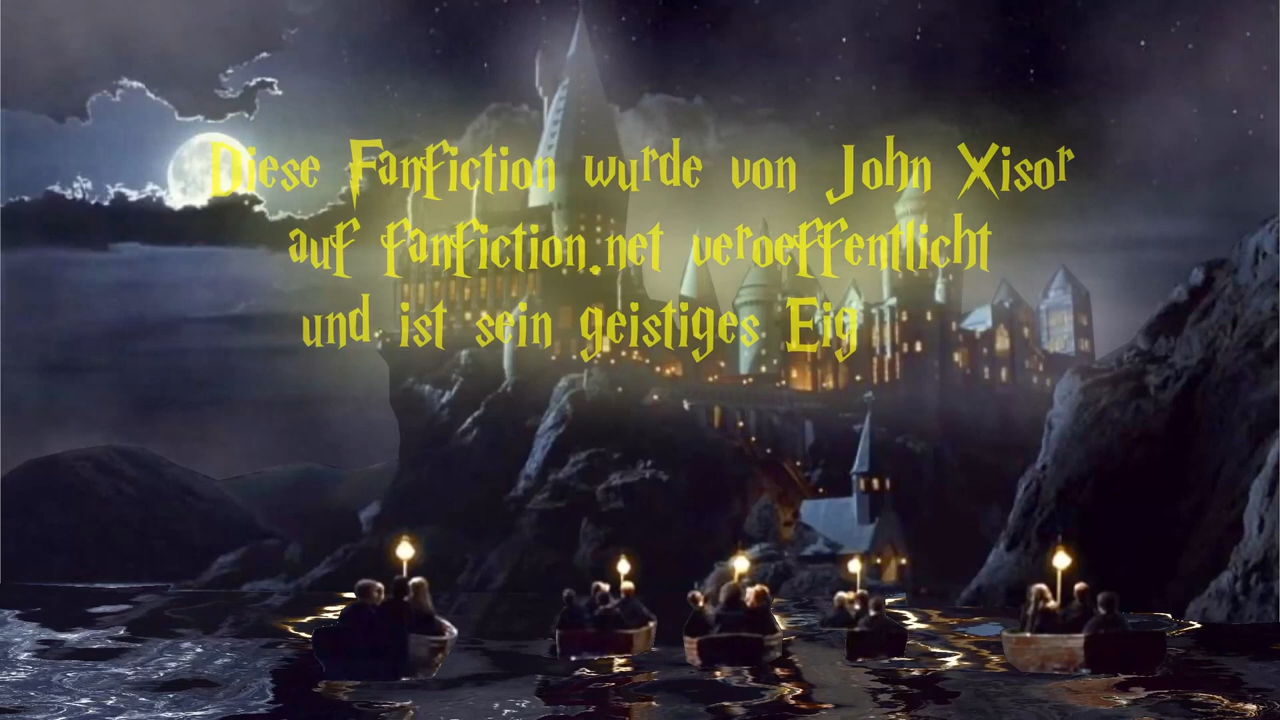 Diese Fanfiction wurde von John Xisor
auf fanfiction.net veroeffentlicht
und ist sein geistiges Eig